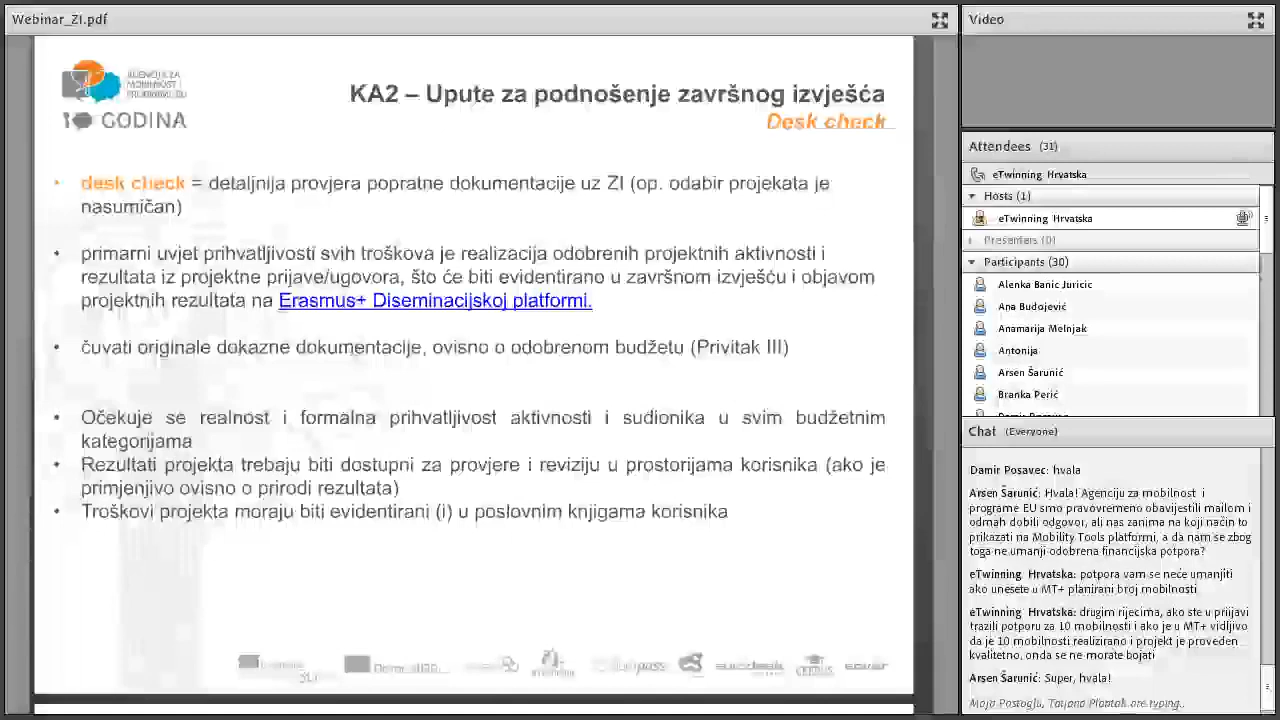 Webinar_ZI.pdf
AGENCIJA ZA
MOBILNOST I
GODINA
KA2 – Upute za podnošenje završnog izvješća
Desk check
• desk check = detaljnija provjera popratne dokumentacije uz ZI (op. odabir projekata je
nasumičan)
• primarni uvjet prihvatljivosti svih troškova je realizacija odobrenih projektnih aktivnosti i
rezultata iz projektne prijave/ugovora, što će biti evidentirano u završnom izvješću i objavom
projektnih rezultata na Erasmus+ Diseminacijskoj platformi.
• čuvati originale dokazne dokumentacije, ovisno o odobrenom budžetu (Privitak III)
• Očekuje se realnost i formalna prihvatljivost aktivnosti i sudionika u svim budžetnim
kategorijama
• Rezultati projekta trebaju biti dostupni za provjere i reviziju u prostorijama korisnika (ako je
primjenjivo ovisno o prirodi rezultata)
• Troškovi projekta moraju biti evidentirani (i) u poslovnim knjigama korisnika
Video
Attendees (31)
eTwinning Hrvatska
Hosts (1)
eTwinning Hrvatska
Presenters (0)
Participants (30)
Alenka Banic Juricic
Ana Budojević
Anamarija Melnjak
Antonija
Arsen Šarunić
Branka Perić
Chat (Everyone)
Damir Posavec: hvala
Arsen Šarunić: Hvala! Agenciju za mobilnost i
programe EU smo pravovremeno obavijestili mailom i
odmah dobili odgovor, ali nas zanima na koji način to
prikazati na Mobility Tools platformi, a da nam se zbog
toga ne umanji odobrena financijska potpora?
eTwinning Hrvatska: potpora vam se neće umanjiti
ako unesete u MT+ planirani broj mobilnosti
eTwinning Hrvatska: drugim rijecima, ako ste u prijavi
trazili potporu za 10 mobilnosti i ako je u MT+ vidljivo
da je 10 mobilnosti realizirano i projekt je proveden
kvalitetno, onda se ne morate bojati
Arsen Šarunić: Super, hvala!
Maja Pastoglu, Tatjana are typing..